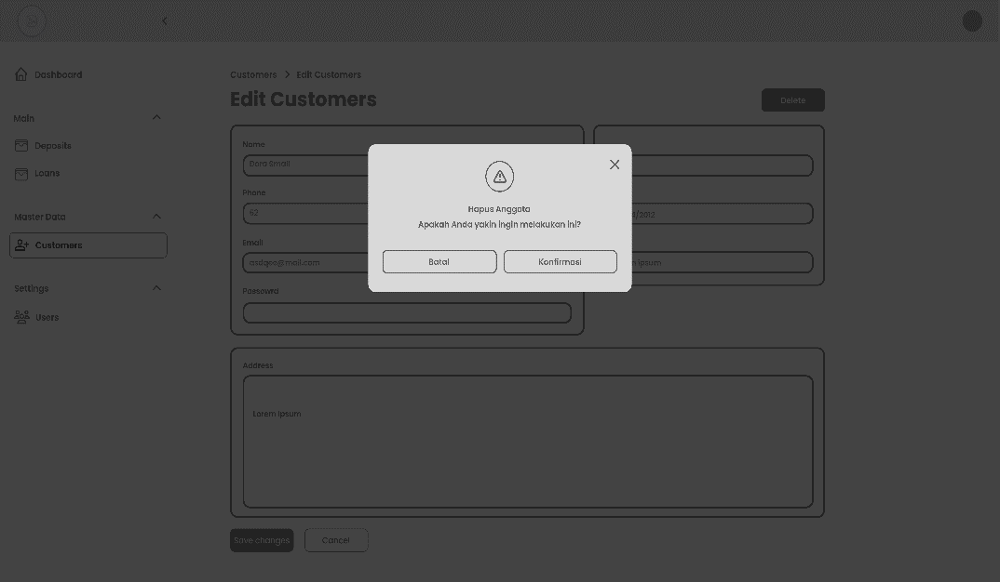 Dashboard
Main
Deposits
Loans
Master Data
Customers
Settings
Users
Customers > Edit Customers
Edit Customers
Delete
Name
Dora Small
Phone
62
/2012
Email
asdqee@mail.com
Ipsum
Password
Hapus Anggota
Apakah Anda yakin ingin melakukan ini?
Batal
Konfirmasi
Address
Lorem Ipsum
Save changes
Cancel